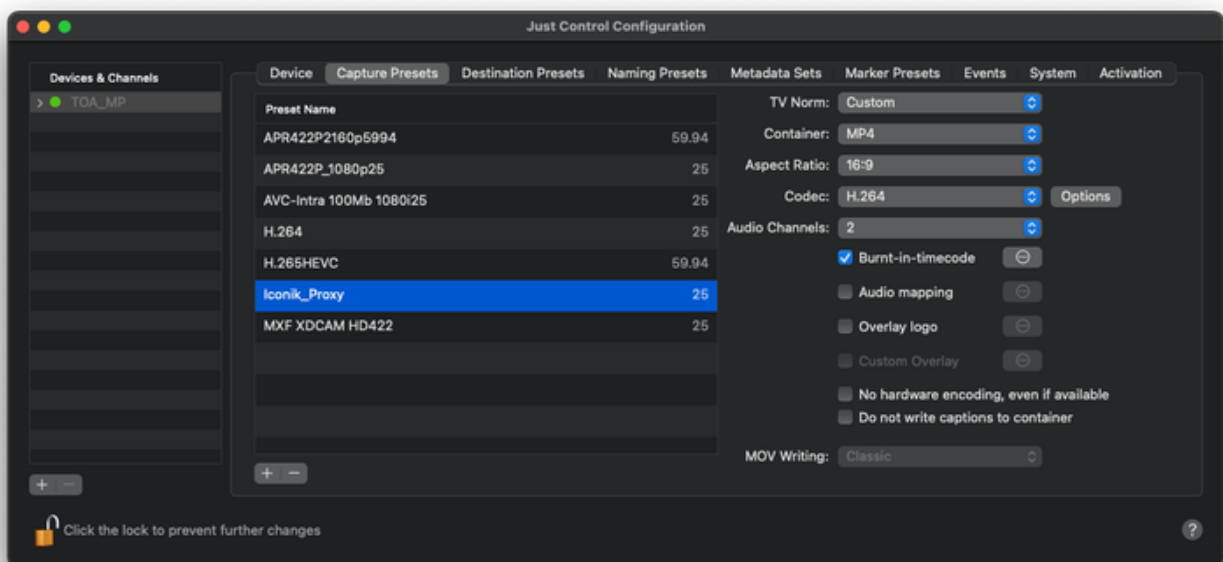 Just Control Configuration
Devices & Channels
TOA_MP
Device Capture Presets Destination Presets Naming Presets Metadata Sets Marker Presets Events System Activation
Preset Name
APR422P2160p5994 59.94
APR422P_1080p25 25
AVC-Intra 100Mb 1080i25 25
H.264 25
H.265HEVC 59.94
Iconik_Proxy 25
MXF XDCAM HD422 25
TV Norm: Custom
Container: MP4
Aspect Ratio: 16:9
Codec: H.264 Options
Audio Channels: 2
Burnt-in-timecode
Audio mapping
Overlay logo
Custom Overlay
No hardware encoding, even if available
Do not write captions to container
MOV Writing: Classic
+ −
+ −
Click the lock to prevent further changes
?